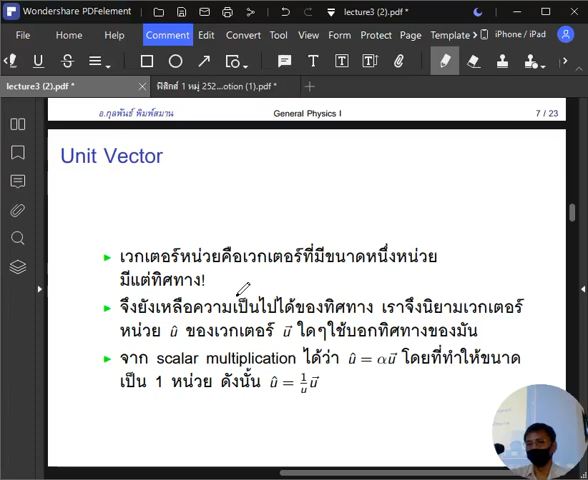 Wondershare PDFelement
lecture3 (2).pdf *
File Home Comment Edit Convert Tool View Form Page Template iPhone / iPad
lecture3 (2).pdf *
ฟิสิกส์ 1 หมู่ 252...otion (1).pdf *
อ.กุลพันธ์ พิมพ์สมาน General Physics I 7 / 23
Unit Vector
เวกเตอร์หน่วยคือเวกเตอร์ที่มีขนาดหนึ่งหน่วย
มีแต่ทิศทาง!
จึงยังเหลือความเป็นไปได้ของทิศทาง เราจึงนิยามเวกเตอร์
หน่วย û ของเวกเตอร์ u⃗ ใดๆใช้บอกทิศทางของมัน
จาก scalar multiplication ได้ว่า û = αu⃗ โดยที่ทำให้ขนาด
เป็น 1 หน่วย ดังนั้น û = 1/u u⃗